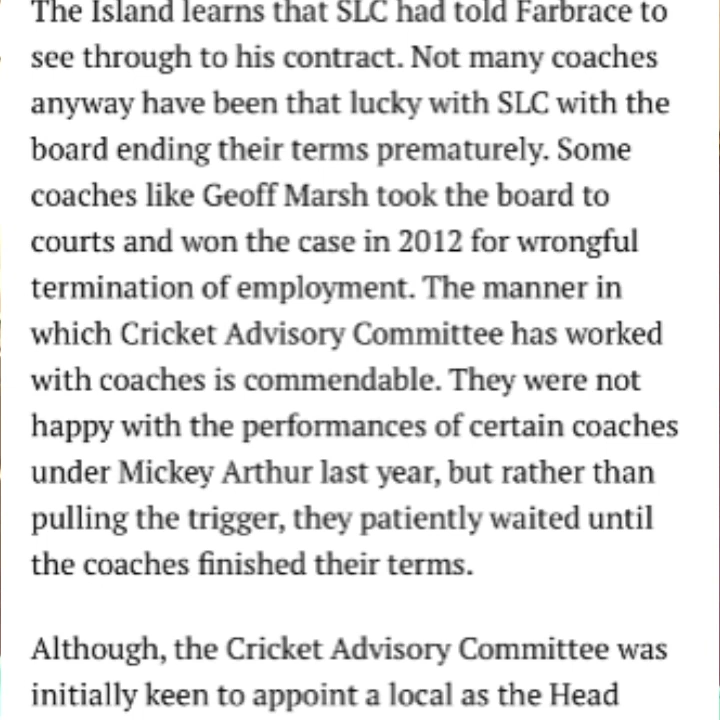 The Island learns that SLC had told Farbrace to
see through to his contract. Not many coaches
anyway have been that lucky with SLC with the
board ending their terms prematurely. Some
coaches like Geoff Marsh took the board to
courts and won the case in 2012 for wrongful
termination of employment. The manner in
which Cricket Advisory Committee has worked
with coaches is commendable. They were not
happy with the performances of certain coaches
under Mickey Arthur last year, but rather than
pulling the trigger, they patiently waited until
the coaches finished their terms.
Although, the Cricket Advisory Committee was
initially keen to appoint a local as the Head